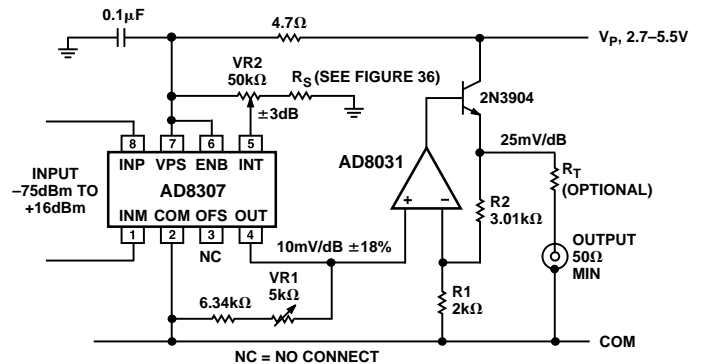 0.1µF
4.7Ω
VP, 2.7–5.5V
VR2
50kΩ
RS (SEE FIGURE 36)
±3dB
2N3904
8 7 6 5
INP VPS ENB INT
25mV/dB
INPUT
–75dBm TO
+16dBm
AD8307
AD8031
RT
(OPTIONAL)
INM COM OFS OUT
1 2 3 4
NC
+ –
R2
3.01kΩ
10mV/dB ±18%
OUTPUT
50Ω
MIN
6.34kΩ
VR1
5kΩ
R1
2kΩ
COM
NC = NO CONNECT